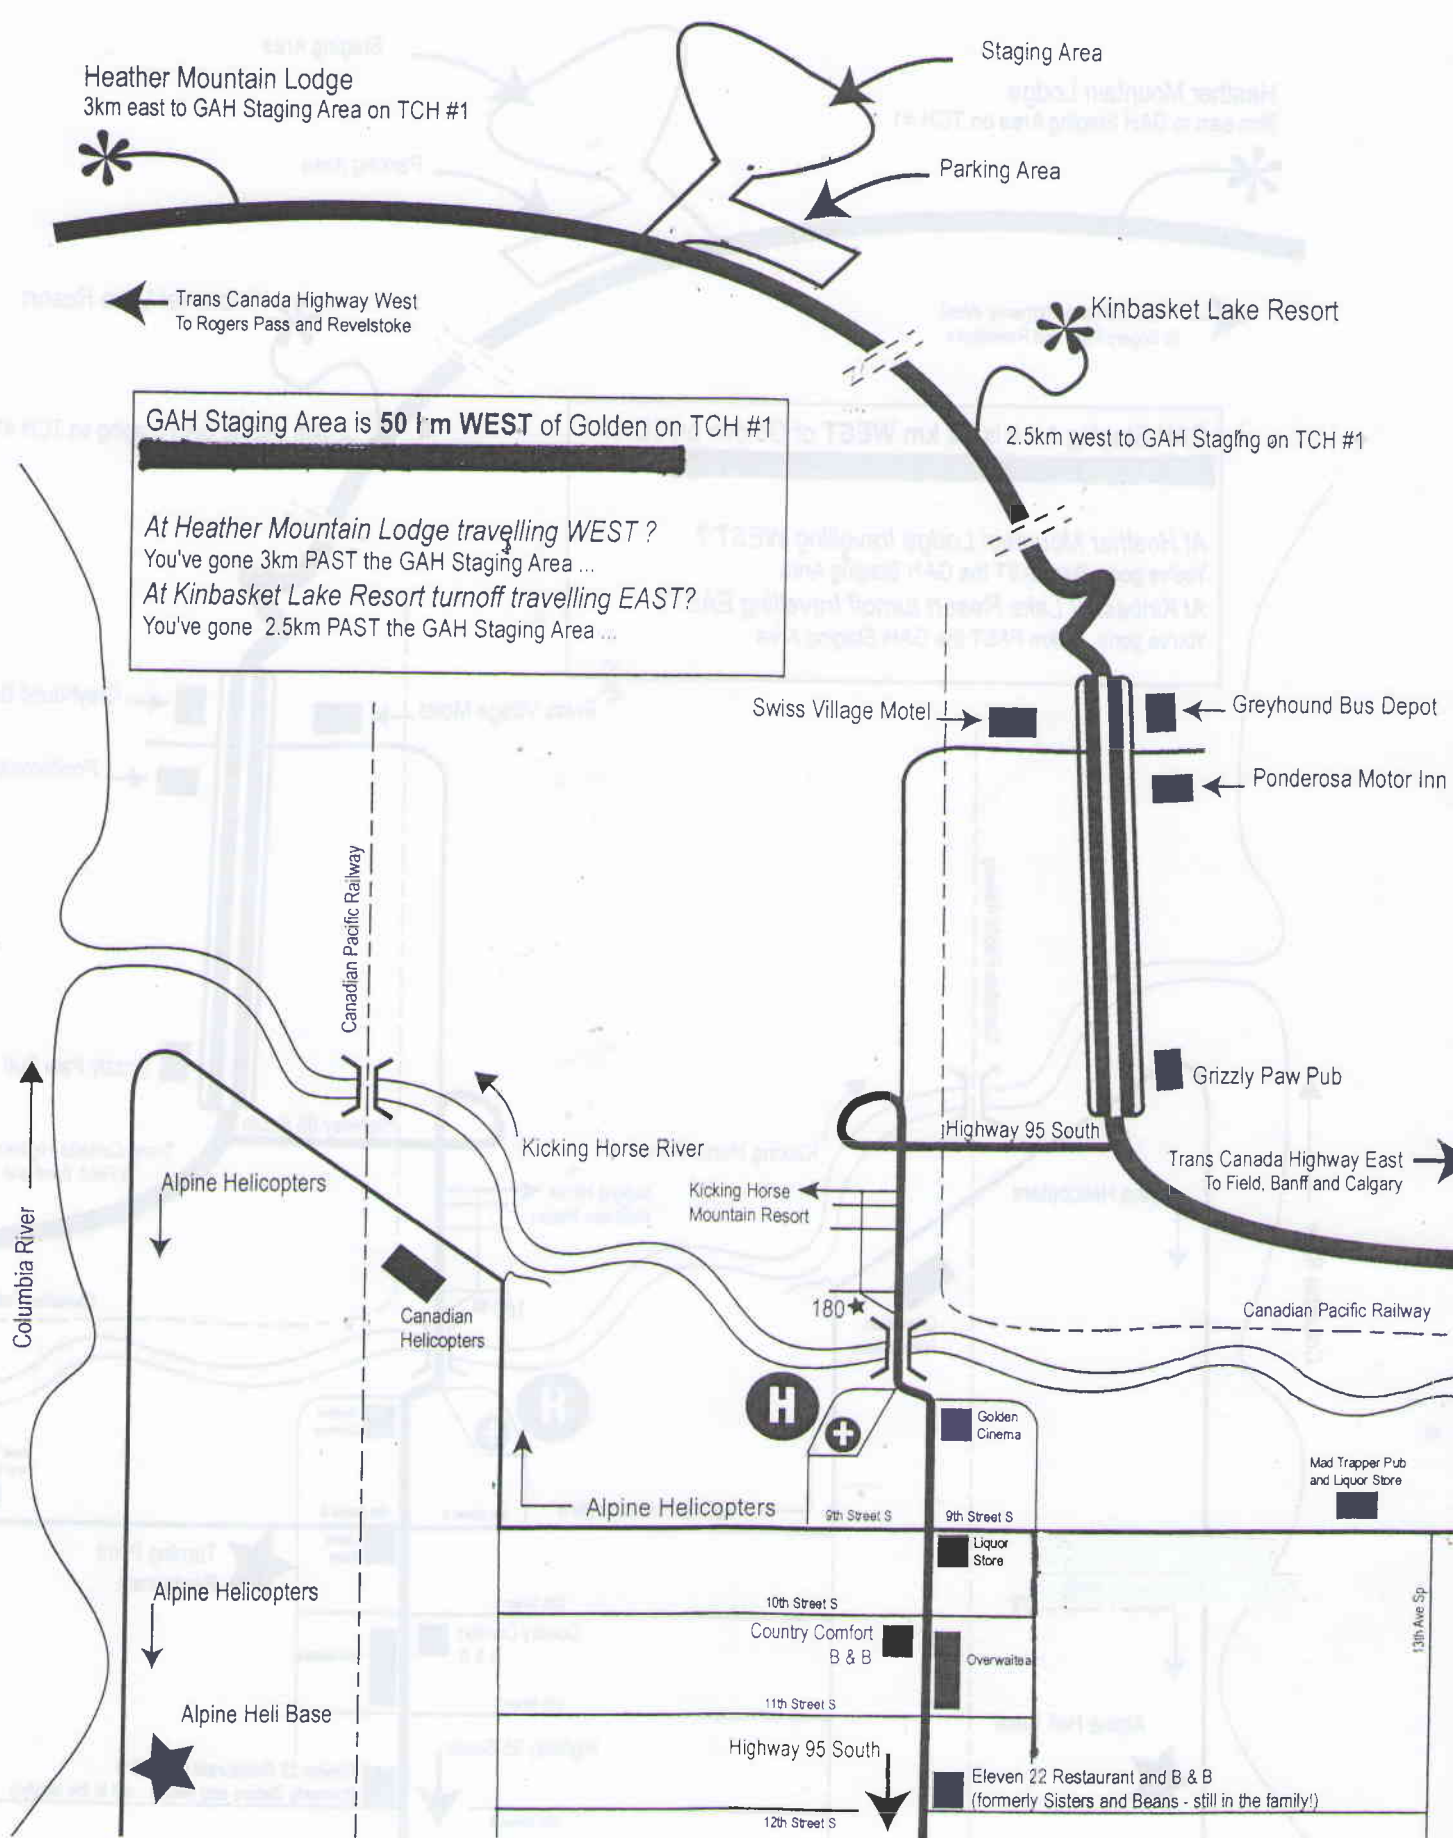 Staging Area
Heather Mountain Lodge
3km east to GAH Staging Area on TCH #1
Parking Area
Trans Canada Highway West
To Rogers Pass and Revelstoke
Kinbasket Lake Resort
GAH Staging Area is 50 km WEST of Golden on TCH #1
2.5km west to GAH Staging on TCH #1
At Heather Mountain Lodge travelling WEST ?
You've gone 3km PAST the GAH Staging Area ...
At Kinbasket Lake Resort turnoff travelling EAST?
You've gone 2.5km PAST the GAH Staging Area ...
Swiss Village Motel
Greyhound Bus Depot
Ponderosa Motor Inn
Canadian Pacific Railway
Grizzly Paw Pub
Kicking Horse River
Highway 95 South
Trans Canada Highway East
To Field, Banff and Calgary
Alpine Helicopters
Kicking Horse
Mountain Resort
Columbia River
Canadian
Helicopters
180
Canadian Pacific Railway
H
Golden
Cinema
Mad Trapper Pub
and Liquor Store
Alpine Helicopters
9th Street S
9th Street S
Liquor
Store
Alpine Helicopters
10th Street S
Country Comfort
B & B
Overwaitea
13th Ave Sp
11th Street S
Alpine Heli Base
Highway 95 South
Eleven 22 Restaurant and B & B
(formerly Sisters and Beans - still in the family!)
12th Street S